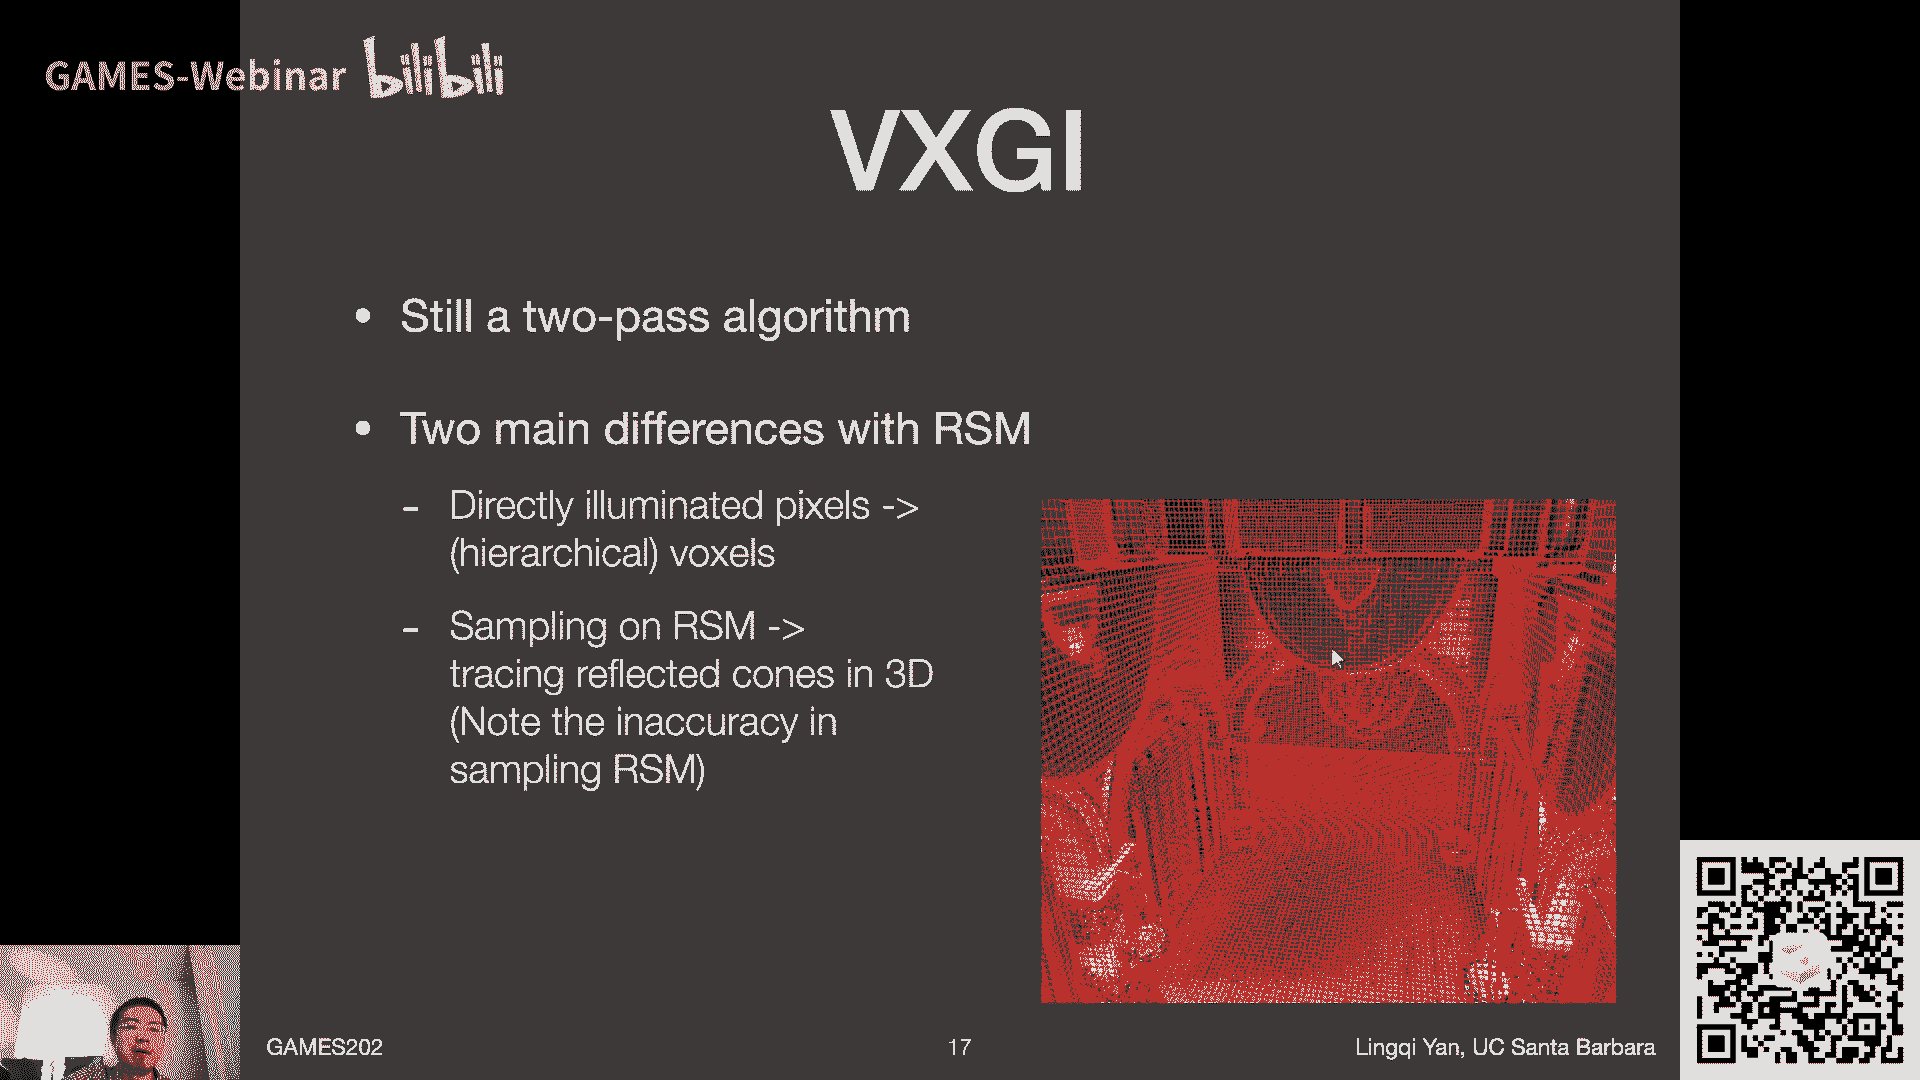 GAMES-Webinar bilibili
VXGI
• Still a two-pass algorithm
• Two main differences with RSM
- Directly illuminated pixels ->
(hierarchical) voxels
- Sampling on RSM ->
tracing reflected cones in 3D
(Note the inaccuracy in
sampling RSM)
GAMES202
17
Lingqi Yan, UC Santa Barbara